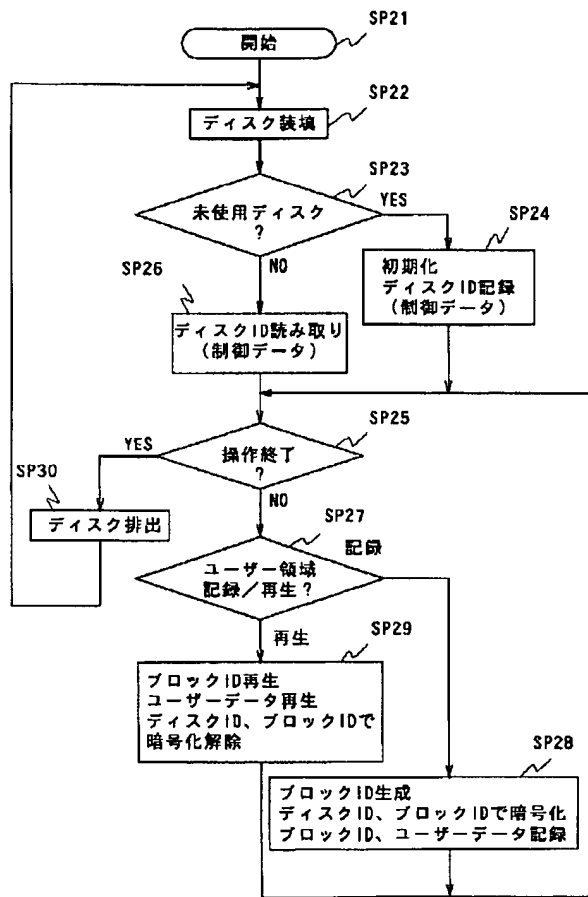 SP21
開始
SP22
ディスク装填
SP23
未使用ディスク
?
YES
NO
SP24
初期化
ディスクID記録
(制御データ)
SP26
ディスクID読み取り
(制御データ)
SP25
操作終了
?
YES
NO
SP30
ディスク排出
SP27
ユーザー領域
記録/再生?
記録
再生
SP29
ブロックID再生
ユーザーデータ再生
ディスクID、ブロックIDで
暗号化解除
SP28
ブロックID生成
ディスクID、ブロックIDで暗号化
ブロックID、ユーザーデータ記録